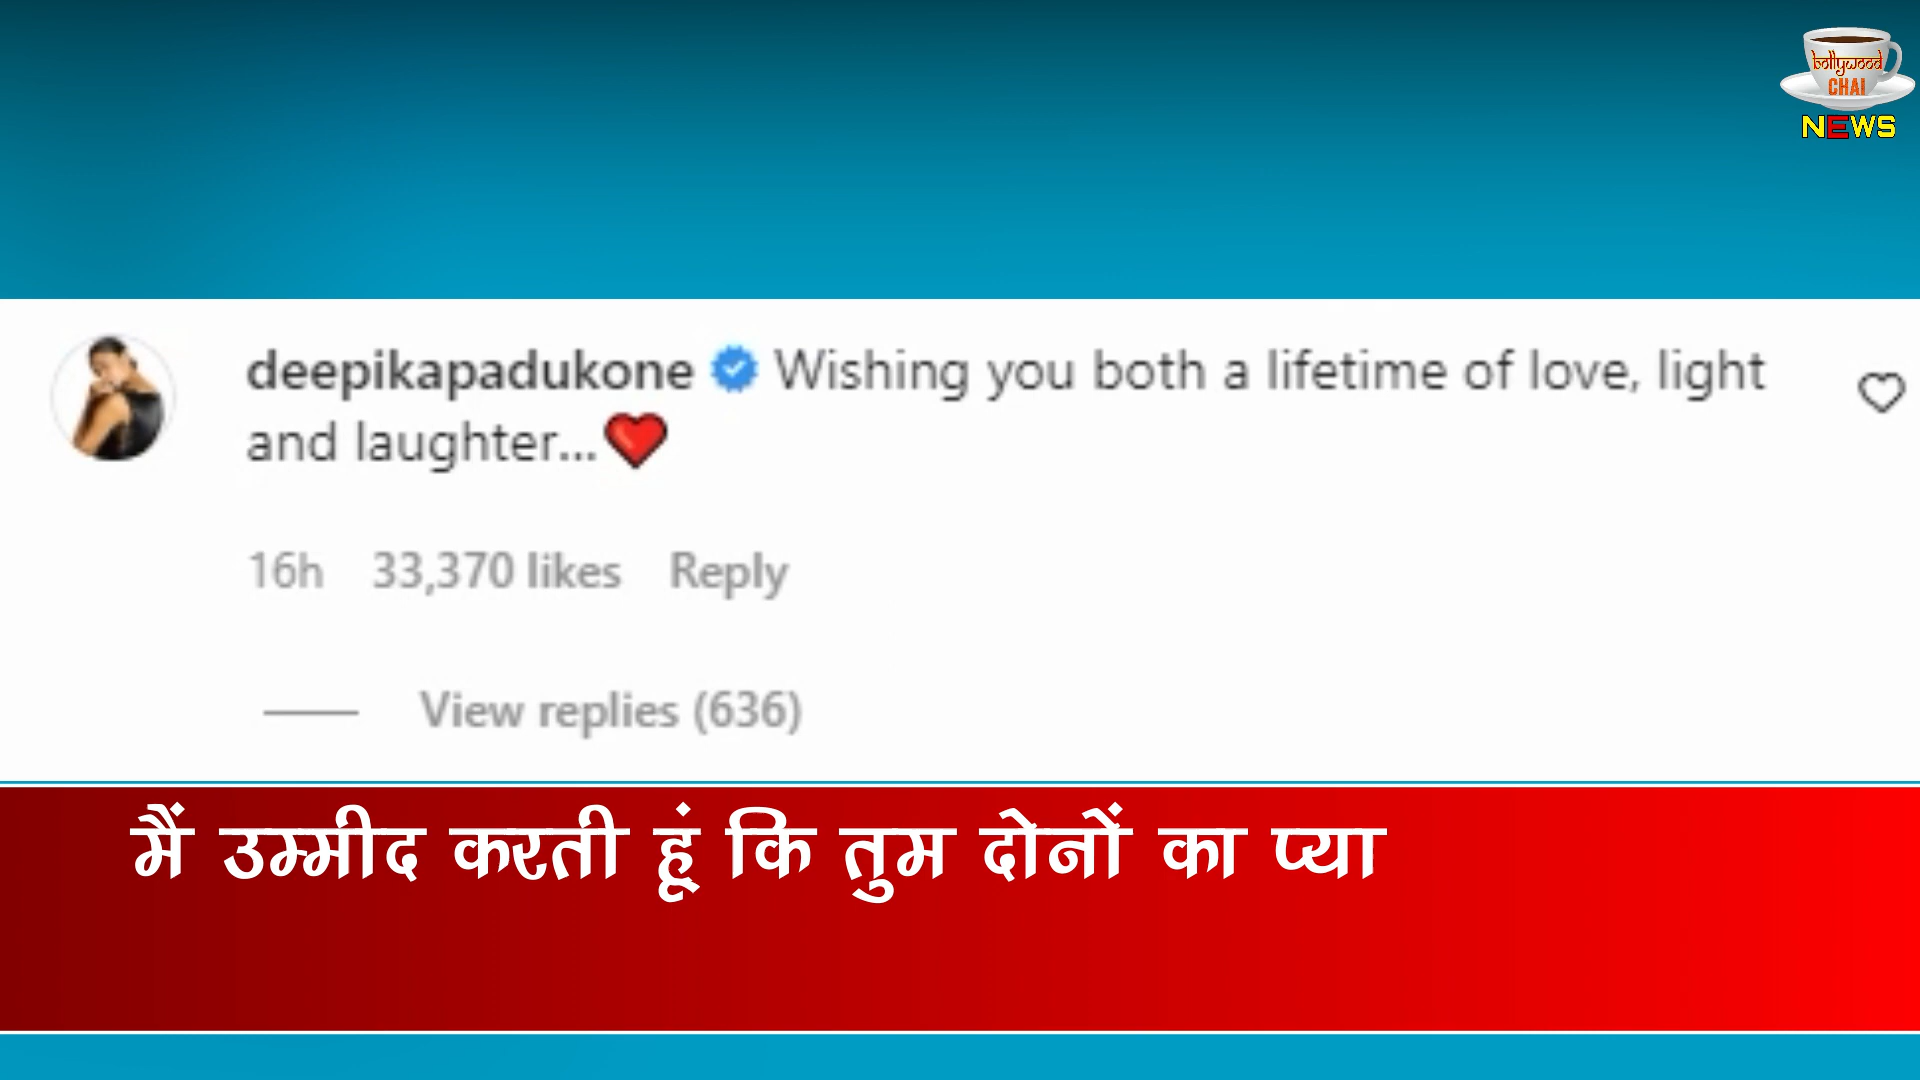 bollywood
CHAI
NEWS
deepikapadukone Wishing you both a lifetime of love, light
and laughter...❤️
16h 33,370 likes Reply
View replies (636)
मैं उम्मीद करती हूं कि तुम दोनों का प्या